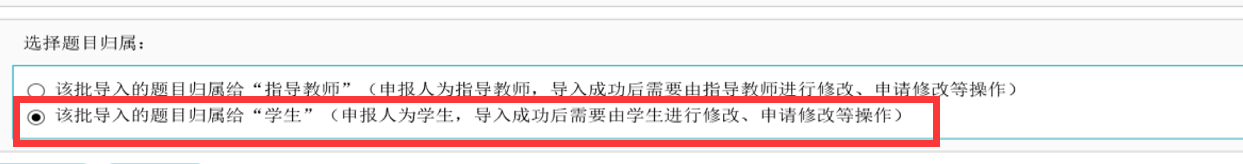 选择题目归属：
该批导入的题目归属给“指导教师”（申报人为指导教师，导入成功后需要由指导教师进行修改、申请修改等操作）
该批导入的题目归属给“学生”（申报人为学生，导入成功后需要由学生进行修改、申请修改等操作）